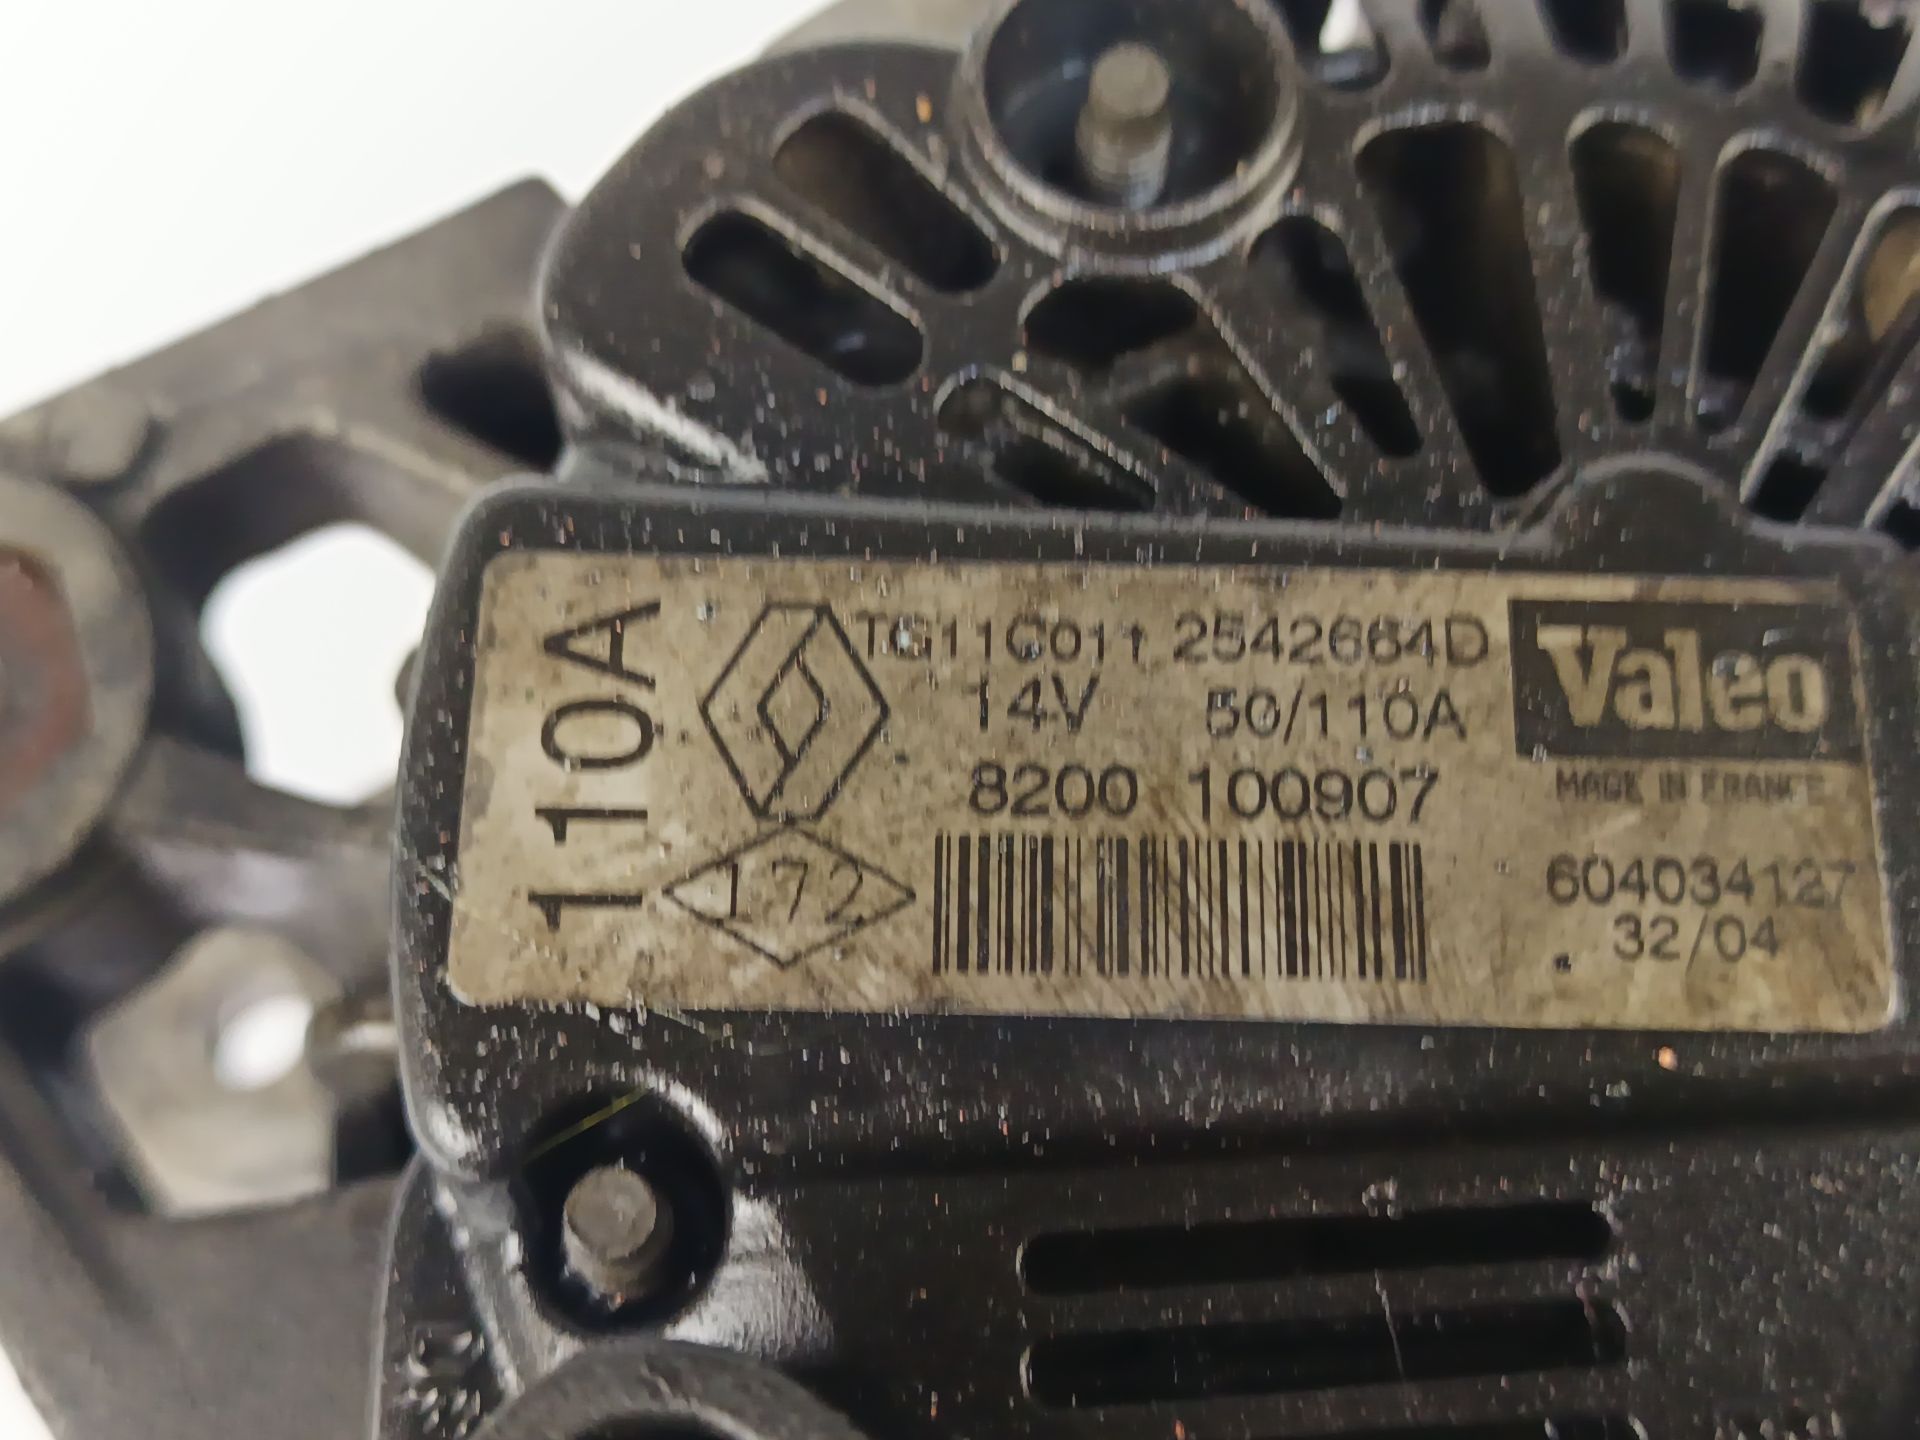 110A
TG11C011 2542664D
14V 50/110A
8200 100907
172
Valeo
MADE IN FRANCE
604034127
32/04